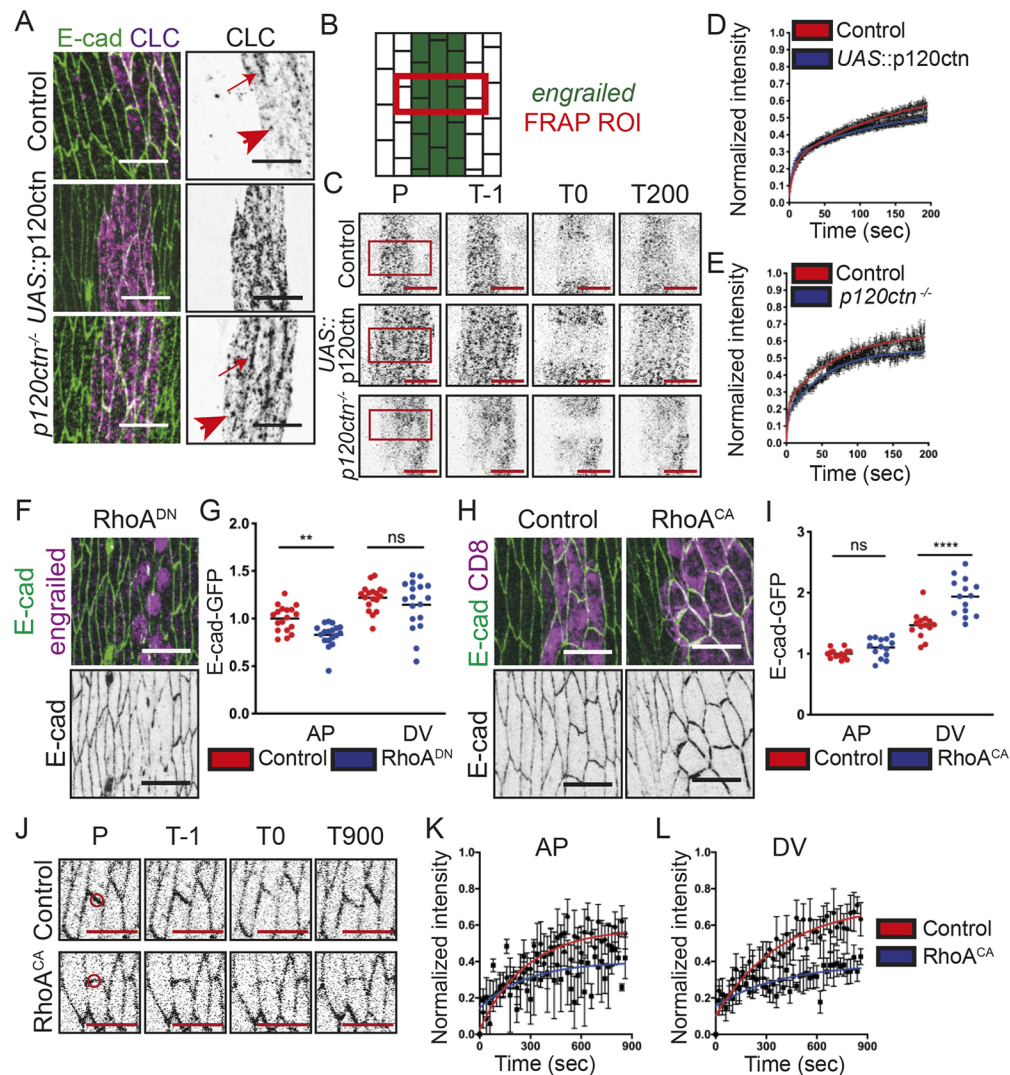 A
E-cad CLC
CLC
Control
UAS::p120ctn
p120ctn-/-
B
engrailed
FRAP ROI
C
P T-1 T0 T200
Control
UAS::
p120ctn
p120ctn-/-
D
Control
UAS::p120ctn
Normalized intensity
1.0
0.9
0.8
0.7
0.6
0.5
0.4
0.3
0.2
0.1
0.0
0 50 100 150 200
Time (sec)
E
Control
p120ctn -/-
Normalized intensity
1.0
0.9
0.8
0.7
0.6
0.5
0.4
0.3
0.2
0.1
0.0
0 50 100 150 200
Time (sec)
F
RhoADN
E-cad
engrailed
E-cad
G
E-cad-GFP
2.0
1.5
1.0
0.5
0.0
**
ns
AP DV
Control RhoADN
H
Control RhoACA
E-cad CD8
E-cad
I
E-cad-GFP
3
2
1
0
ns
****
AP DV
Control RhoACA
J
P T-1 T0 T900
Control
RhoACA
K
AP
Normalized intensity
1.0
0.8
0.6
0.4
0.2
0.0
0 300 600 900
Time (sec)
L
DV
Normalized intensity
1.0
0.8
0.6
0.4
0.2
0.0
0 300 600 900
Time (sec)
Control
RhoACA